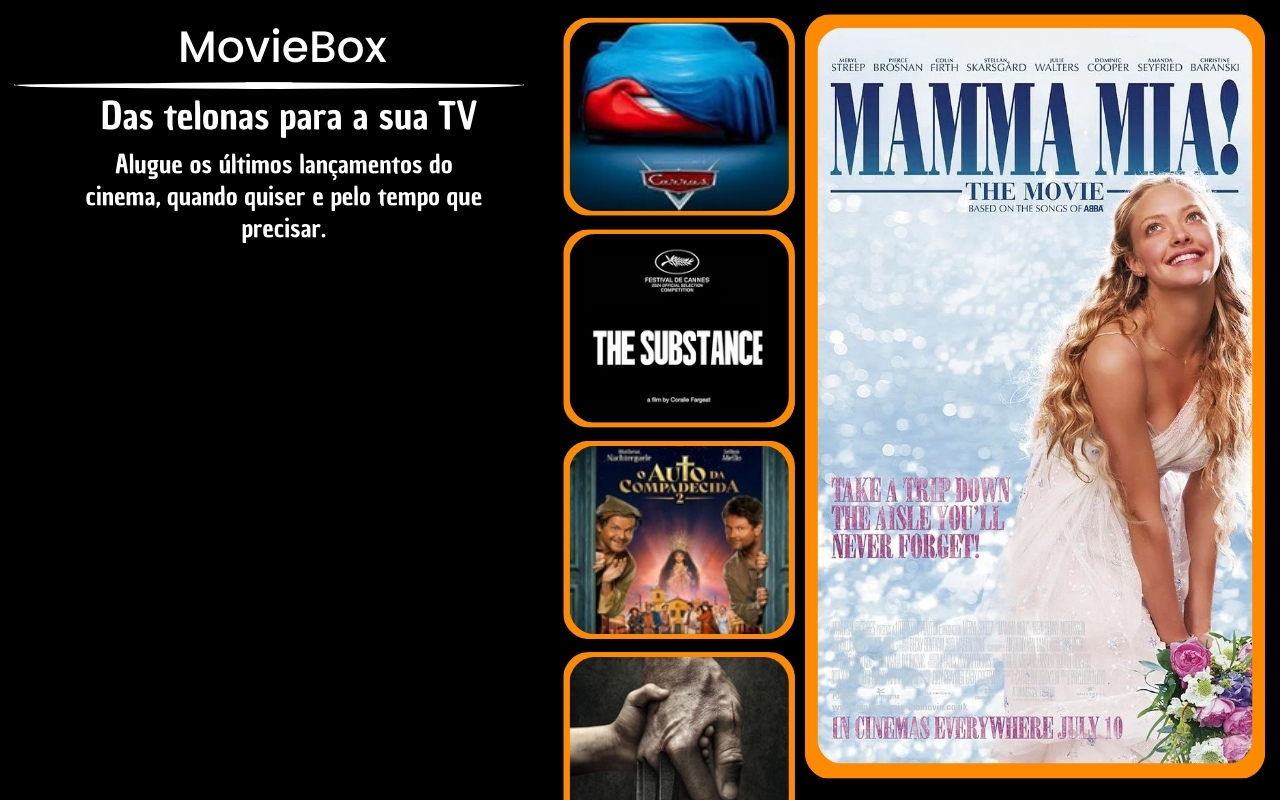 MovieBox
Das telonas para a sua TV
Alugue os últimos lançamentos do
cinema, quando quiser e pelo tempo que
precisar.
Carros
FESTIVAL DE CANNES
2024 OFFICIAL SELECTION
COMPETITION
THE SUBSTANCE
a film by Coralie Fargeat
Matheus Nachtergaele
Selton Mello
O AUTO DA
COMPADECIDA
2
MERYL STREEP PIERCE BROSNAN COLIN FIRTH STELLAN SKARSGÅRD JULIE WALTERS DOMINIC COOPER AMANDA SEYFRIED CHRISTINE BARANSKI
MAMMA MIA!
THE MOVIE
BASED ON THE SONGS OF ABBA
TAKE A TRIP DOWN
THE AISLE YOU'LL
NEVER FORGET!
IN CINEMAS EVERYWHERE JULY 10